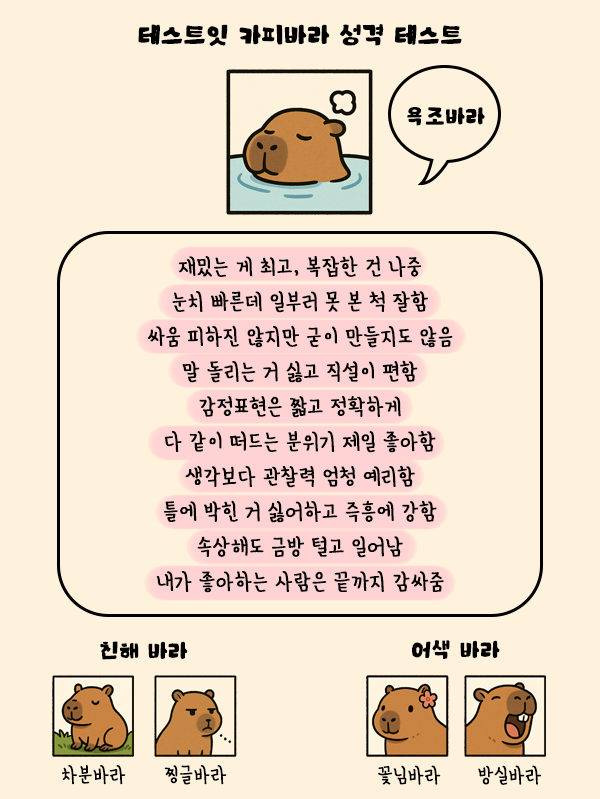 테스트잇 카피바라 성격 테스트
욕조바라
재밌는 게 최고, 복잡한 건 나중
눈치 빠른데 일부러 못 본 척 잘함
싸움 피하진 않지만 굳이 만들지도 않음
말 돌리는 거 싫고 직설이 편함
감정표현은 짧고 정확하게
다 같이 떠드는 분위기 제일 좋아함
생각보다 관찰력 엄청 예리함
틀에 박힌 거 싫어하고 즉흥에 강함
속상해도 금방 털고 일어남
내가 좋아하는 사람은 끝까지 감싸줌
친해 바라
어색 바라
차분바라
찡글바라
꽃님바라
방실바라